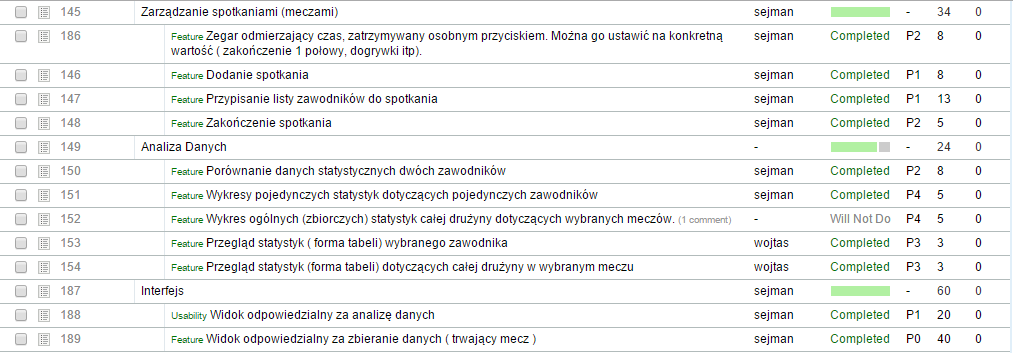 145 Zarządzanie spotkaniami (meczami) sejman - 34 0
186 Feature Zegar odmierzający czas, zatrzymywany osobnym przyciskiem. Można go ustawić na konkretną sejman Completed P2 8 0
wartość ( zakończenie 1 połowy, dogrywki itp).
146 Feature Dodanie spotkania sejman Completed P1 8 0
147 Feature Przypisanie listy zawodników do spotkania sejman Completed P1 13 0
148 Feature Zakończenie spotkania sejman Completed P2 5 0
149 Analiza Danych - - 24 0
150 Feature Porównanie danych statystycznych dwóch zawodników sejman Completed P2 8 0
151 Feature Wykresy pojedynczych statystyk dotyczących pojedynczych zawodników sejman Completed P4 5 0
152 Feature Wykres ogólnych (zbiorczych) statystyk całej drużyny dotyczących wybranych meczów. (1 comment) - Will Not Do P4 5 0
153 Feature Przegląd statystyk ( forma tabeli) wybranego zawodnika wojtas Completed P3 3 0
154 Feature Przegląd statystyk (forma tabeli) dotyczących całej drużyny w wybranym meczu wojtas Completed P3 3 0
187 Interfejs sejman - 60 0
188 Usability Widok odpowiedzialny za analizę danych sejman Completed P1 20 0
189 Feature Widok odpowiedzialny za zbieranie danych ( trwający mecz ) sejman Completed P0 40 0